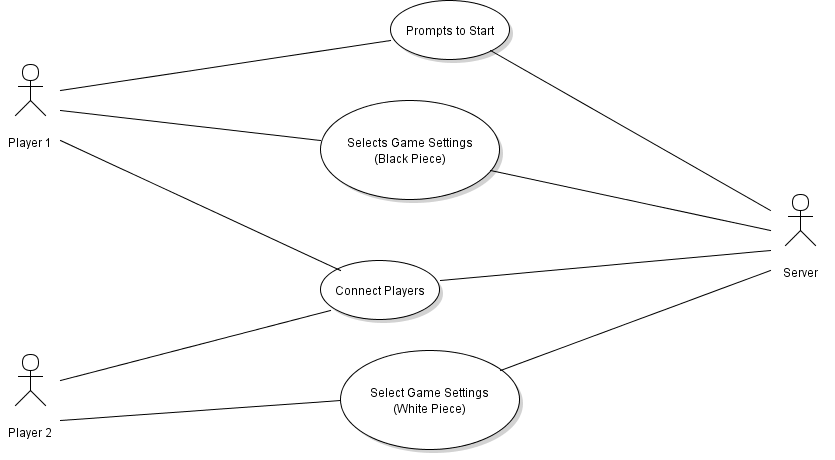 Prompts to Start
Player 1
Selects Game Settings
(Black Piece)
Server
Connect Players
Player 2
Select Game Settings
(White Piece)